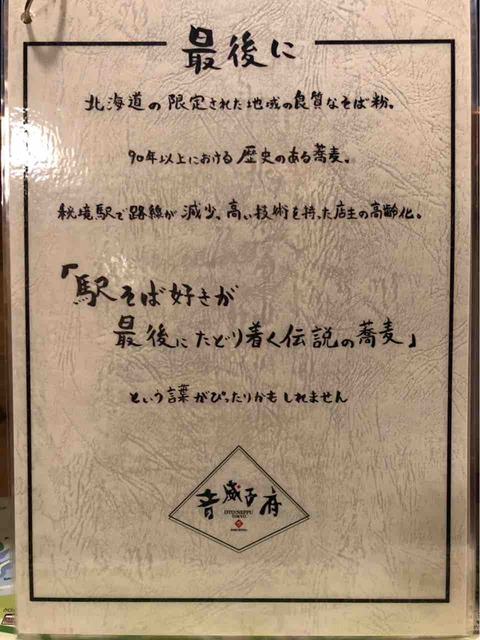 最後に
北海道の限定された地域の良質なそば粉。
90年以上における歴史のある蕎麦。
秘境駅で路線が減少、高い技術を持った店主の高齢化。
「駅そば好きが
最後にたどり着く伝説の蕎麦」
という言葉がぴったりかもしれません
音威子府
OTOINEPPU
TOKYO